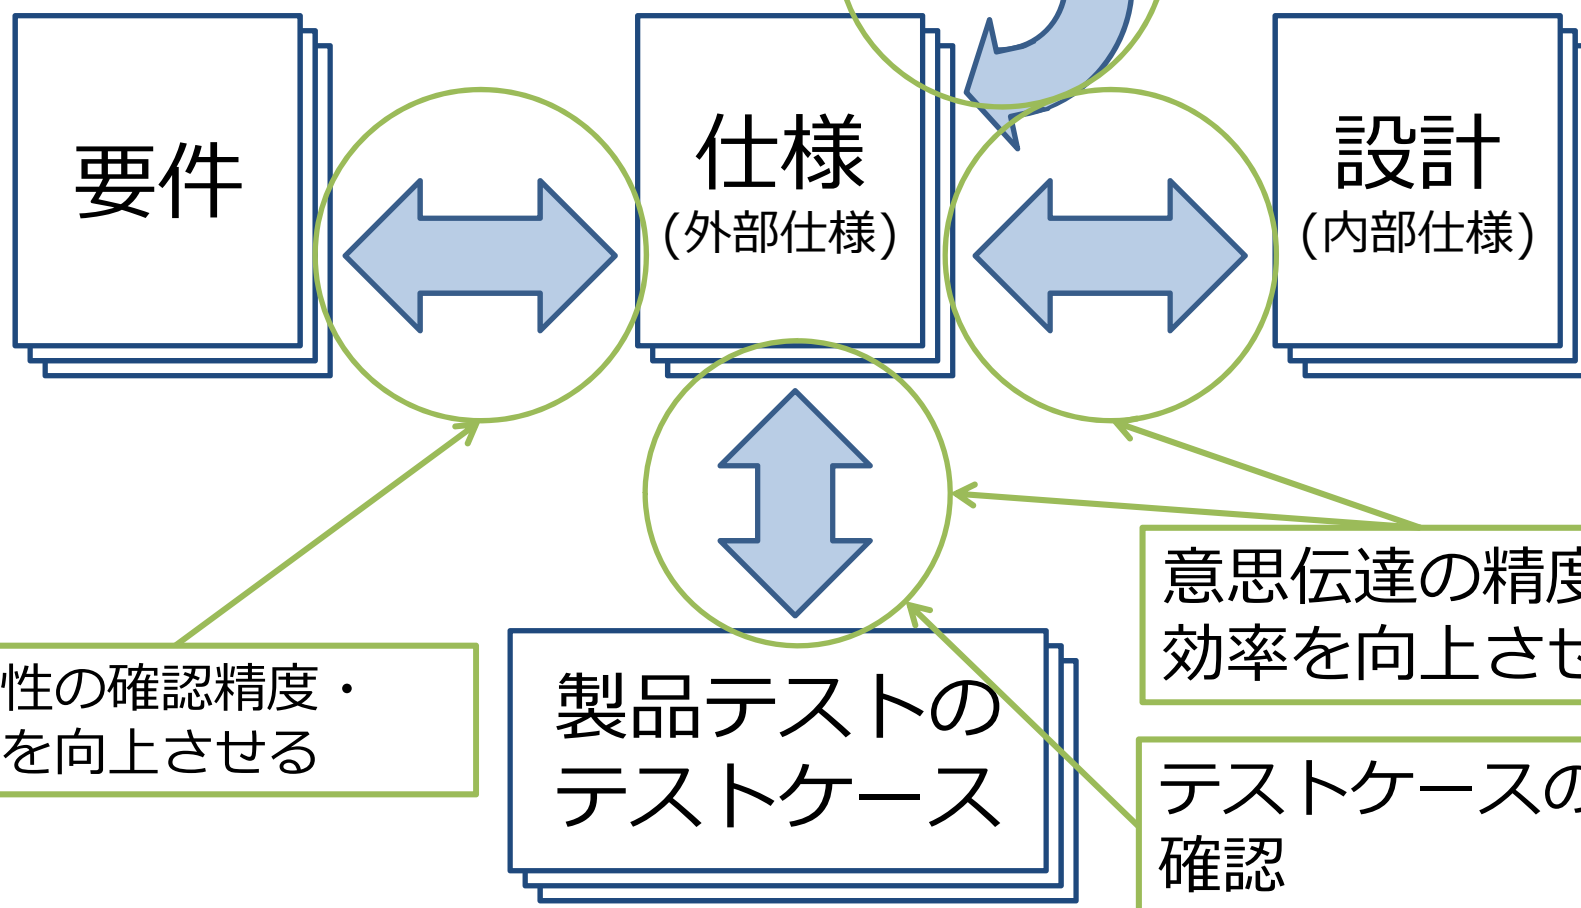 要件
仕様
(外部仕様)
設計
(内部仕様)
意思伝達の精度
効率を向上させ
性の確認精度・
を向上させる
製品テストの
テストケース
テストケースの
確認